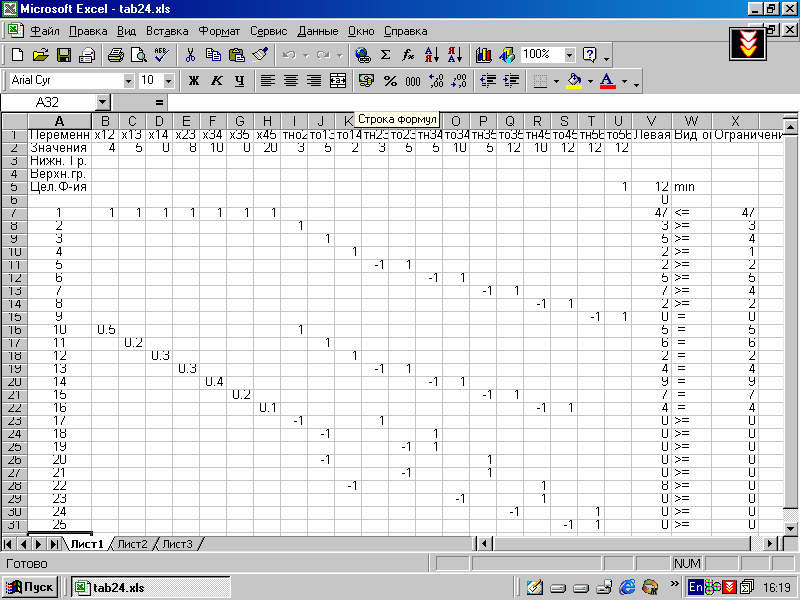 Microsoft Excel - tab24.xls
Файл Правка Вид Вставка Формат Сервис Данные Окно Справка
100%
Arial Cyr 10 Ж К Ч % 000
A32 =
Строка формул
A B C D E F G H I J K L M N O P Q R S T U V W X
1 Переменн x12 x13 x14 x23 x34 x35 x45 тно2 то13 то14 тн23 то23 тн34 то34 тн35 то35 тн45 то45 тн56 то56 Левая Вид ог Ограничени
2 Значения 4 5 0 8 10 0 20 3 5 2 3 5 5 10 5 12 10 12 12 12
3 Нижн. Гр.
4 Верхн.гр.
5 Цел.Ф-ия 1 12 min
6 0
7 1 1 1 1 1 1 1 1 47 <= 47
8 2 1 3 >= 3
9 3 1 5 >= 4
10 4 1 2 >= 1
11 5 -1 1 2 >= 2
12 6 -1 1 5 >= 5
13 7 -1 1 7 >= 4
14 8 -1 1 2 >= 2
15 9 -1 1 0 = 0
16 10 0.5 1 5 = 5
17 11 0.2 1 6 = 6
18 12 0.3 1 2 = 2
19 13 0.3 -1 1 4 = 4
20 14 0.4 -1 1 9 = 9
21 15 0.2 -1 1 7 = 7
22 16 0.1 -1 1 4 = 4
23 17 -1 1 0 >= 0
24 18 -1 1 0 >= 0
25 19 -1 1 0 >= 0
26 20 -1 1 0 >= 0
27 21 -1 1 0 >= 0
28 22 -1 1 8 >= 0
29 23 -1 1 0 >= 0
30 24 -1 1 0 >= 0
31 25 -1 1 0 >= 0
Лист1 Лист2 Лист3
Готово NUM
Пуск tab24.xls En 16:19